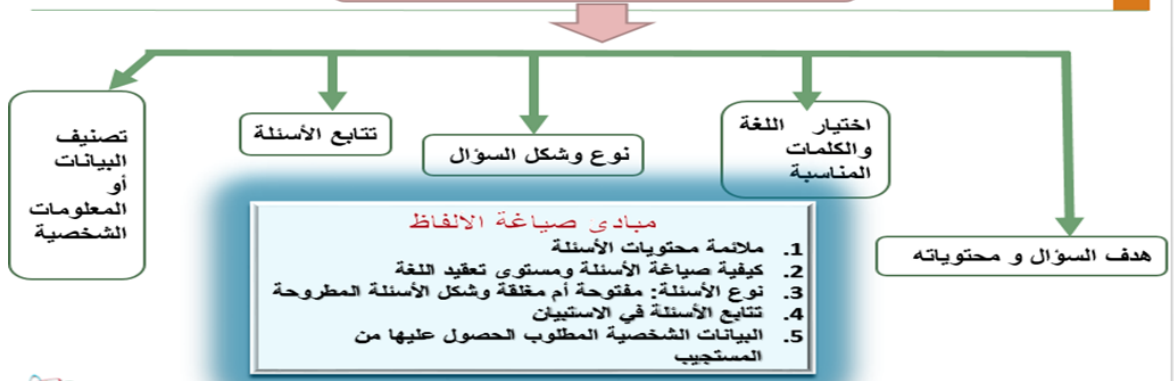 هدف السؤال و محتوياته
اختيار اللغة
والكلمات
المناسبة
نوع وشكل السؤال
تتابع الأسئلة
تصنيف
البيانات
أو
المعلومات
الشخصية
مبادئ صياغة الالفاظ
1. ملائمة محتويات الأسئلة
2. كيفية صياغة الأسئلة ومستوى تعقيد اللغة
3. نوع الأسئلة: مفتوحة أم مغلقة وشكل الأسئلة المطروحة
4. تتابع الأسئلة في الاستبيان
5. البيانات الشخصية المطلوب الحصول عليها من
المستجيب